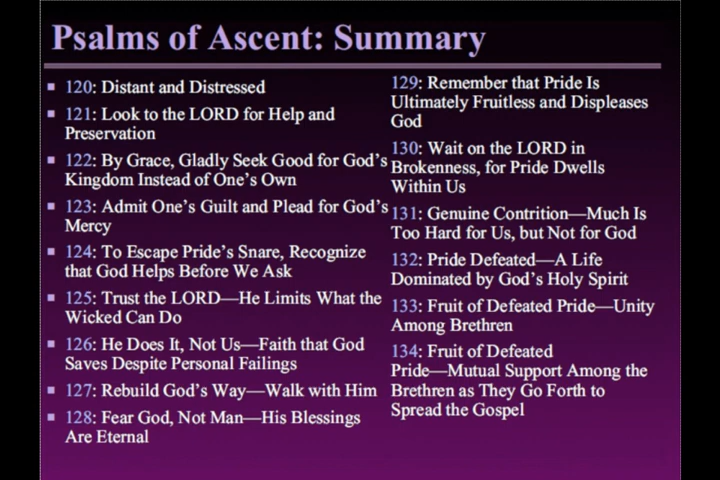 Psalms of Ascent: Summary
120: Distant and Distressed
121: Look to the LORD for Help and
Preservation
122: By Grace, Gladly Seek Good for God's
Kingdom Instead of One's Own
123: Admit One's Guilt and Plead for God's
Mercy
124: To Escape Pride's Snare, Recognize
that God Helps Before We Ask
125: Trust the LORD—He Limits What the
Wicked Can Do
126: He Does It, Not Us—Faith that God
Saves Despite Personal Failings
127: Rebuild God's Way—Walk with Him
128: Fear God, Not Man—His Blessings
Are Eternal
129: Remember that Pride Is
Ultimately Fruitless and Displeases
God
130: Wait on the LORD in
Brokenness, for Pride Dwells
Within Us
131: Genuine Contrition—Much Is
Too Hard for Us, but Not for God
132: Pride Defeated—A Life
Dominated by God's Holy Spirit
133: Fruit of Defeated Pride—Unity
Among Brethren
134: Fruit of Defeated
Pride—Mutual Support Among the
Brethren as They Go Forth to
Spread the Gospel